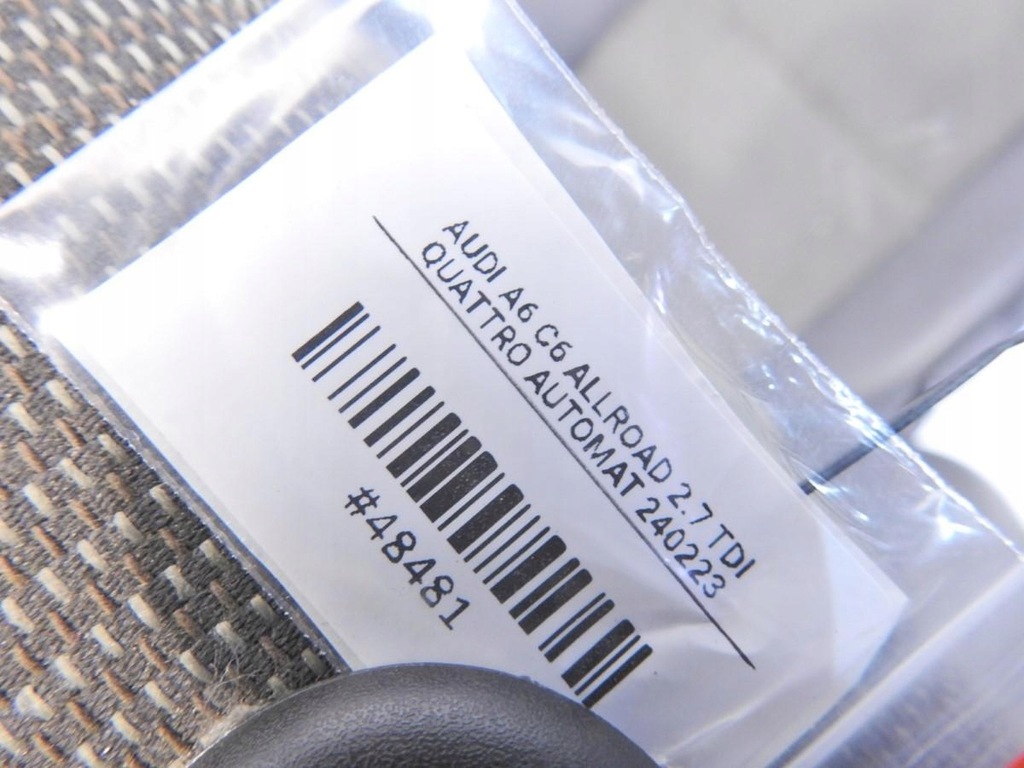 AUDI A6 C6 ALLROAD 2.7 TDI
QUATTRO AUTOMAT 240223
#48481